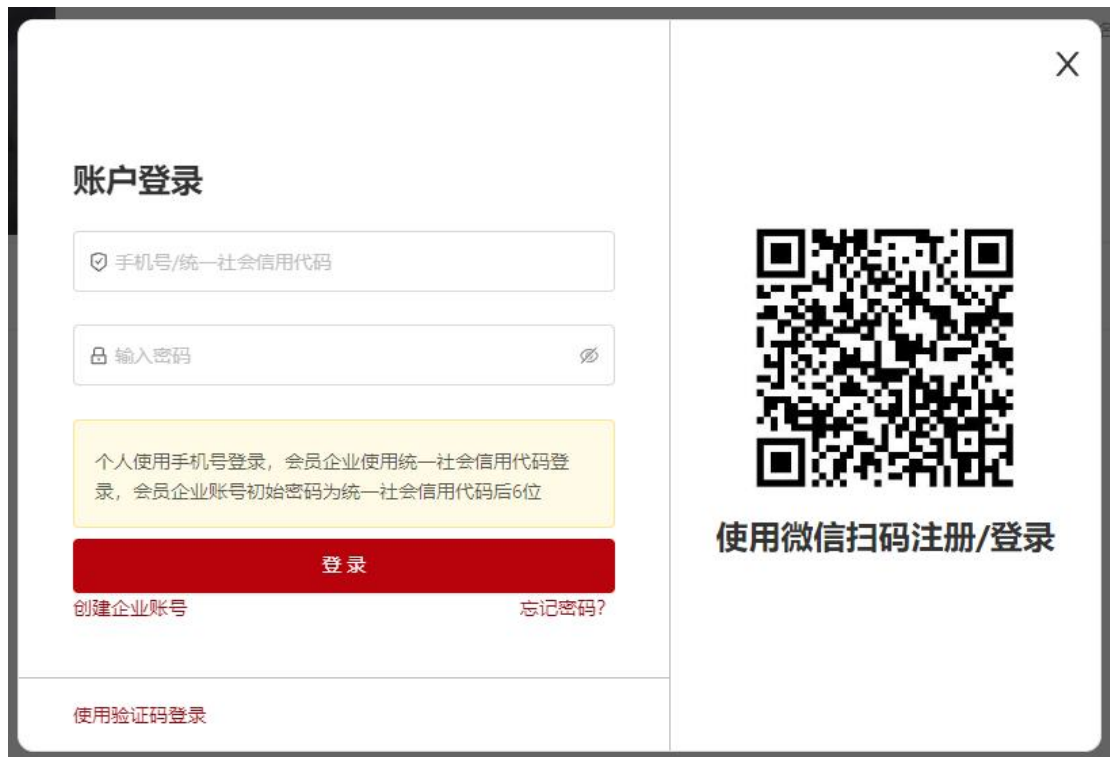 账户登录
手机号/统一社会信用代码
输入密码
个人使用手机号登录，会员企业使用统一社会信用代码登
录，会员企业账号初始密码为统一社会信用代码后6位
登录
创建企业账号
忘记密码?
使用验证码登录
X
使用微信扫码注册/登录